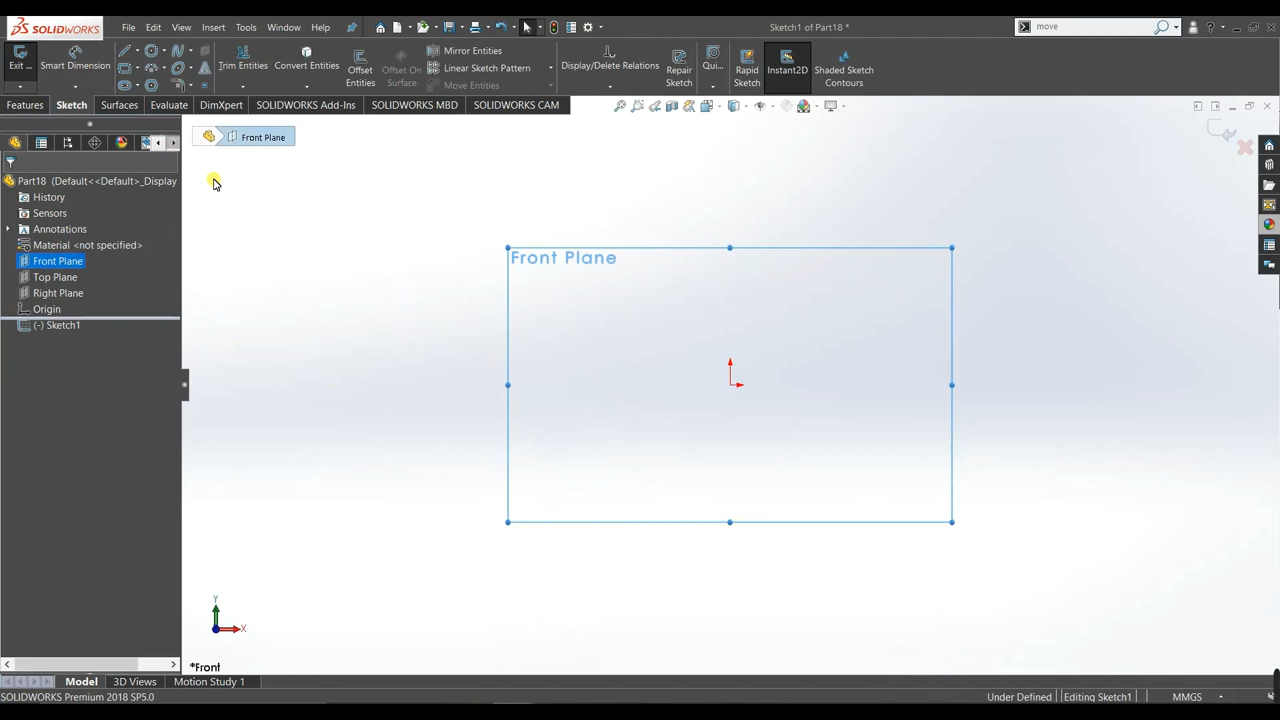 SOLIDWORKS File Edit View Insert Tools Window Help Sketch1 of Part18 * move ?
Exit ... Smart Dimension Trim Entities Convert Entities Offset Entities Offset On Surface Mirror Entities Linear Sketch Pattern Move Entities Display/Delete Relations Repair Sketch Qui... Rapid Sketch Instant2D Shaded Sketch Contours
Features Sketch Surfaces Evaluate DimXpert SOLIDWORKS Add-Ins SOLIDWORKS MBD SOLIDWORKS CAM
Front Plane
Part18 (Default<<Default>_Display
History
Sensors
Annotations
Material <not specified>
Front Plane
Top Plane
Right Plane
Origin
(-) Sketch1
Front Plane
Y
X
*Front
Model 3D Views Motion Study 1
SOLIDWORKS Premium 2018 SP5.0 Under Defined Editing Sketch1 MMGS